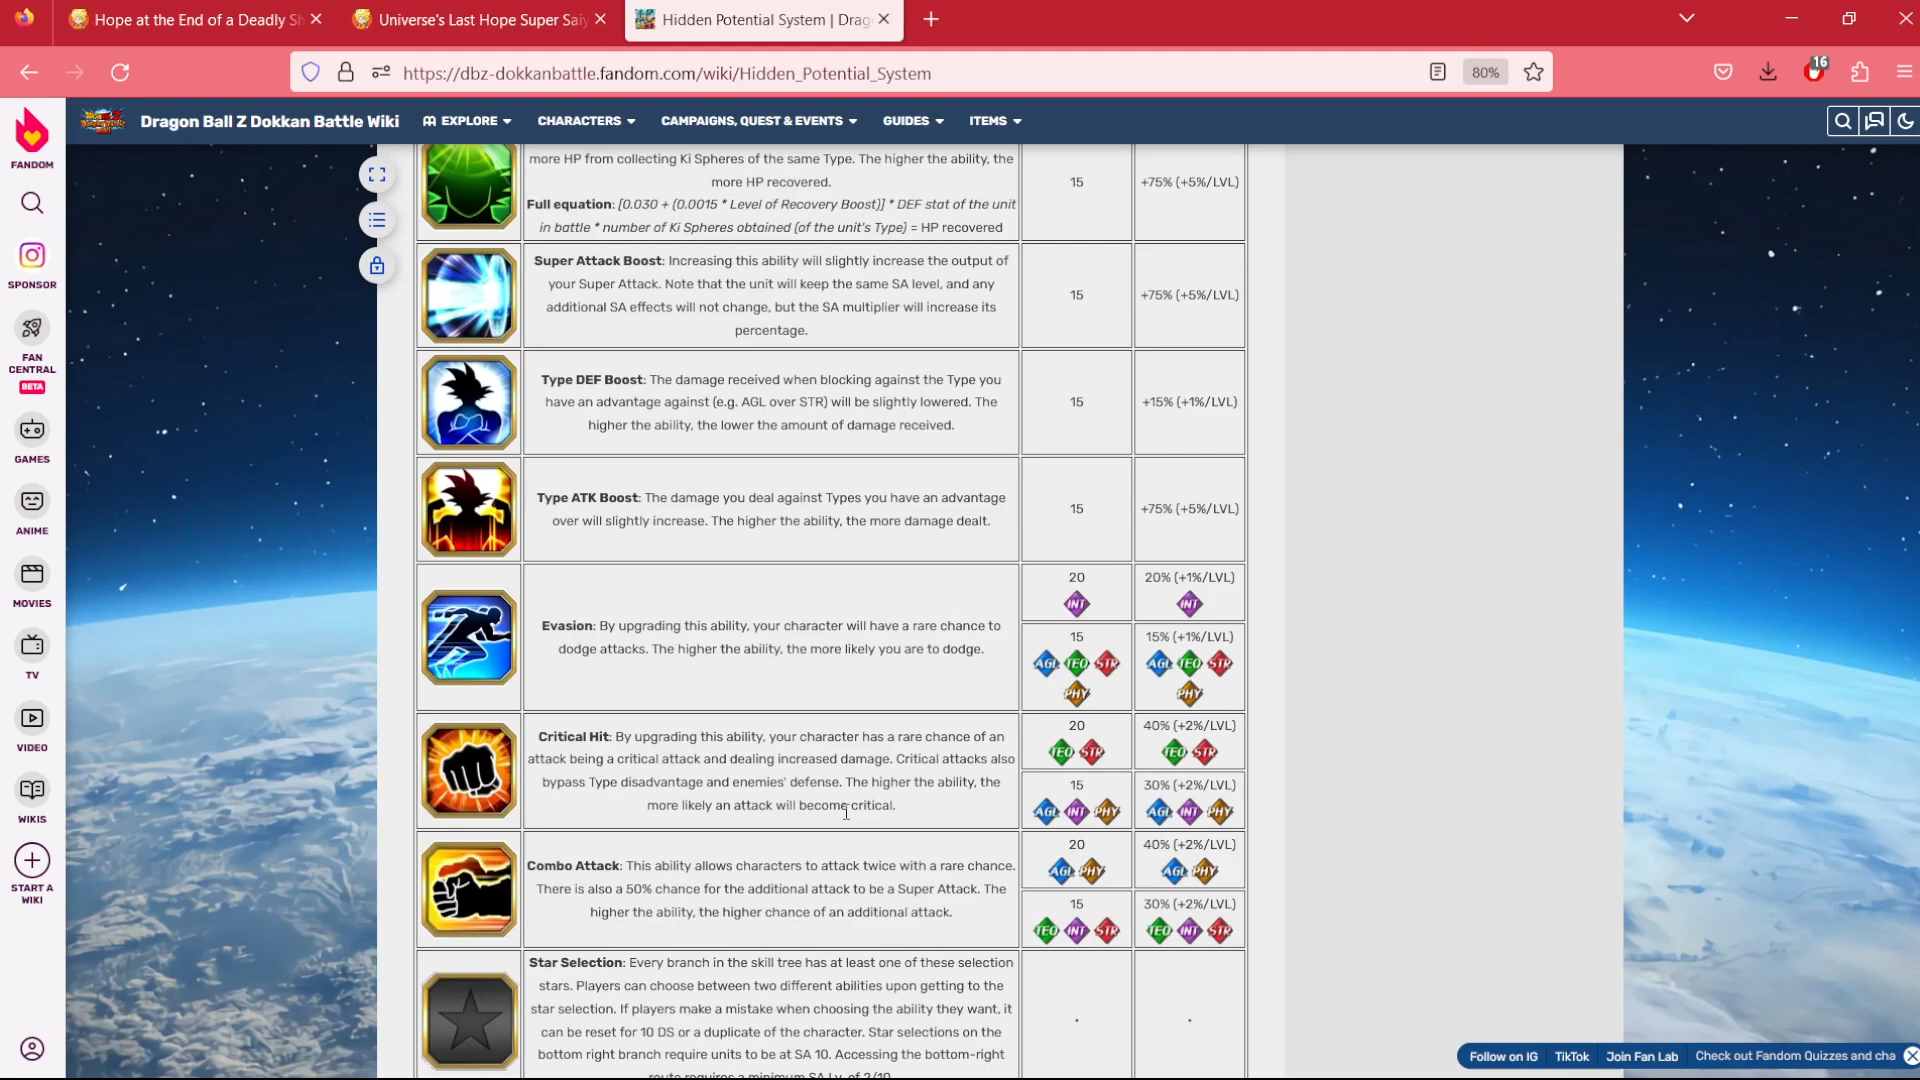 Hope at the End of a Deadly S
Universe's Last Hope Super Saiy
Hidden Potential System | Drag
https://dbz-dokkanbattle.fandom.com/wiki/Hidden_Potential_System
80%
16
Dragon Ball Z Dokkan Battle Wiki
EXPLORE
CHARACTERS
CAMPAIGNS, QUEST & EVENTS
GUIDES
ITEMS
FANDOM
SPONSOR
FAN CENTRAL
BETA
GAMES
ANIME
MOVIES
TV
VIDEO
WIKIS
START A WIKI
more HP from collecting Ki Spheres of the same Type. The higher the ability, the
more HP recovered.
Full equation: [0.030 + (0.0015 * Level of Recovery Boost)] * DEF stat of the unit
in battle * number of Ki Spheres obtained (of the unit's Type) = HP recovered
15
+75% (+5%/LVL)
Super Attack Boost: Increasing this ability will slightly increase the output of
your Super Attack. Note that the unit will keep the same SA level, and any
additional SA effects will not change, but the SA multiplier will increase its
percentage.
15
+75% (+5%/LVL)
Type DEF Boost: The damage received when blocking against the Type you
have an advantage against (e.g. AGL over STR) will be slightly lowered. The
higher the ability, the lower the amount of damage received.
15
+15% (+1%/LVL)
Type ATK Boost: The damage you deal against Types you have an advantage
over will slightly increase. The higher the ability, the more damage dealt.
15
+75% (+5%/LVL)
Evasion: By upgrading this ability, your character will have a rare chance to
dodge attacks. The higher the ability, the more likely you are to dodge.
20
INT
20% (+1%/LVL)
INT
15
AGL TEQ STR
PHY
15% (+1%/LVL)
AGL TEQ STR
PHY
Critical Hit: By upgrading this ability, your character has a rare chance of an
attack being a critical attack and dealing increased damage. Critical attacks also
bypass Type disadvantage and enemies' defense. The higher the ability, the
more likely an attack will become critical.
20
TEQ STR
40% (+2%/LVL)
TEQ STR
15
AGL INT PHY
30% (+2%/LVL)
AGL INT PHY
Combo Attack: This ability allows characters to attack twice with a rare chance.
There is also a 50% chance for the additional attack to be a Super Attack. The
higher the ability, the higher chance of an additional attack.
20
AGL PHY
40% (+2%/LVL)
AGL PHY
15
TEQ INT STR
30% (+2%/LVL)
TEQ INT STR
Star Selection: Every branch in the skill tree has at least one of these selection
stars. Players can choose between two different abilities upon getting to the
star selection. If players make a mistake when choosing the ability they want, it
can be reset for 10 DS or a duplicate of the character. Star selections on the
bottom right branch require units to be at SA 10. Accessing the bottom-right
route requires a minimum SA Lv. of 2/10
Follow on IG
TikTok
Join Fan Lab
Check out Fandom Quizzes and cha